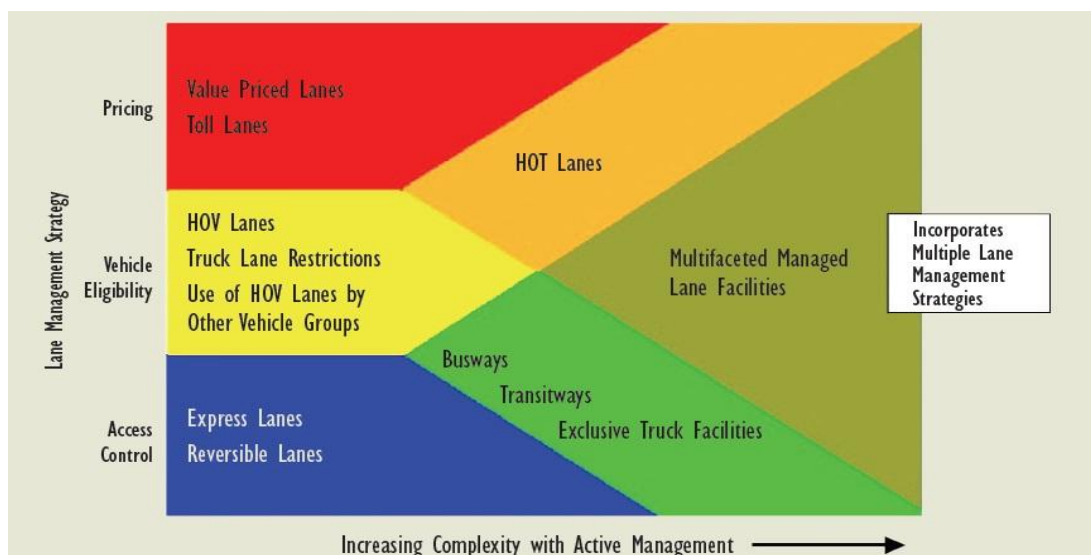 Pricing
Value Priced Lanes
Toll Lanes
HOT Lanes
Lane Management Strategy
Vehicle
Eligibility
HOV Lanes
Truck Lane Restrictions
Use of HOV Lanes by
Other Vehicle Groups
Multifaceted Managed
Lane Facilities
Incorporates
Multiple Lane
Management
Strategies
Busways
Transitways
Exclusive Truck Facilities
Access
Control
Express Lanes
Reversible Lanes
Increasing Complexity with Active Management